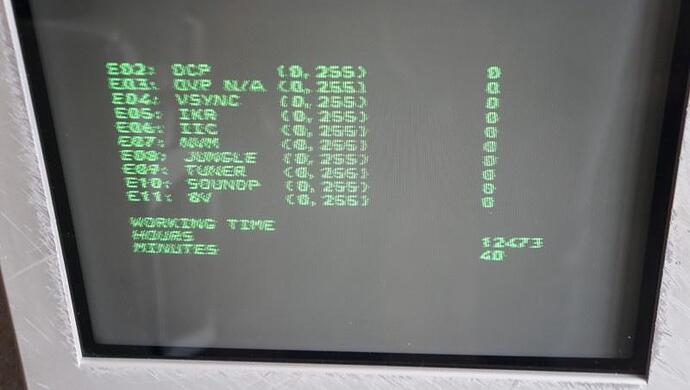 E02: OCP (0, 255) 0
E03: OVP N/A (0, 255) 0
E04: VSYNC (0, 255) 0
E05: IKR (0, 255) 0
E06: IIC (0, 255) 0
E07: NVM (0, 255) 0
E08: JUNGLE (0, 255) 0
E09: TUNER (0, 255) 0
E10: SOUNDP (0, 255) 0
E11: 8V (0, 255) 0
WORKING TIME
HOURS 12473
MINUTES 40